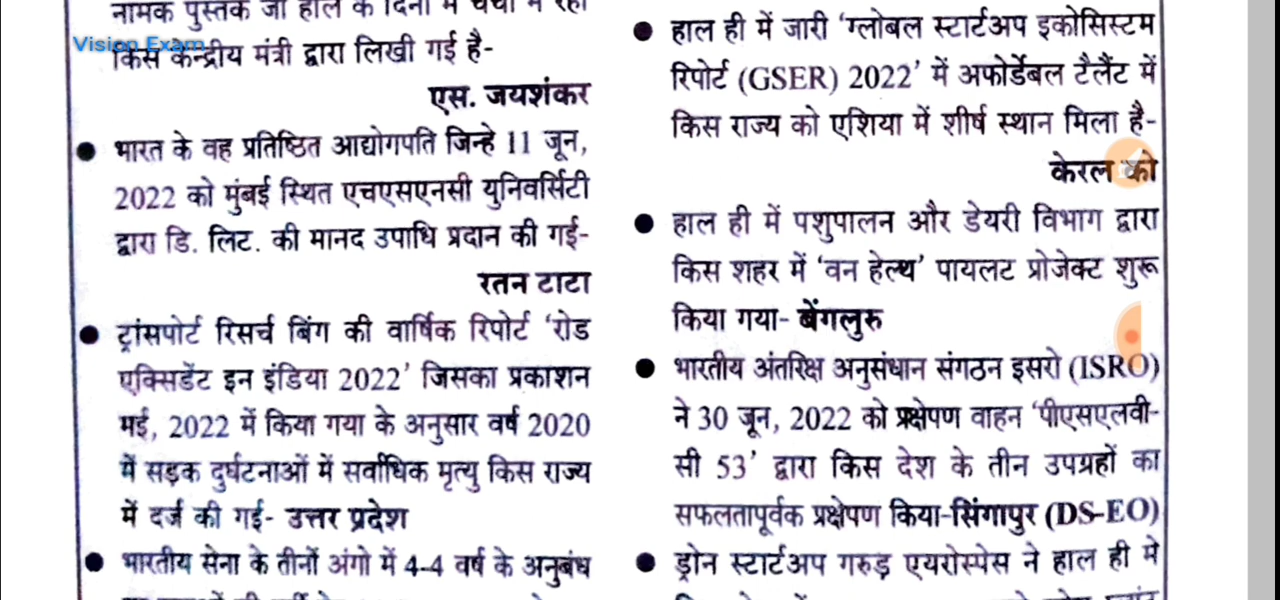 नामक पुस्तक जो हाल के दिनों में चर्चा में रही
Vision Exam
किस केन्द्रीय मंत्री द्वारा लिखी गई है-
एस. जयशंकर
● भारत के वह प्रतिष्ठित आद्योगपति जिन्हे 11 जून,
2022 को मुंबई स्थित एचएसएनसी युनिवर्सिटी
द्वारा डि. लिट. की मानद उपाधि प्रदान की गई-
रतन टाटा
● ट्रांसपोर्ट रिसर्च बिंग की वार्षिक रिपोर्ट ‘रोड
एक्सिडेंट इन इंडिया 2022’ जिसका प्रकाशन
मई, 2022 में किया गया के अनुसार वर्ष 2020
में सड़क दुर्घटनाओं में सर्वाधिक मृत्यु किस राज्य
में दर्ज की गई- उत्तर प्रदेश
● भारतीय सेना के तीनों अंगो में 4-4 वर्ष के अनुबंध
● हाल ही में जारी ‘ग्लोबल स्टार्टअप इकोसिस्टम
रिपोर्ट (GSER) 2022’ में अफोर्डेबल टैलेंट में
किस राज्य को एशिया में शीर्ष स्थान मिला है-
केरल को
● हाल ही में पशुपालन और डेयरी विभाग द्वारा
किस शहर में ‘वन हेल्थ’ पायलट प्रोजेक्ट शुरू
किया गया- बेंगलुरु
● भारतीय अंतरिक्ष अनुसंधान संगठन इसरो (ISRO)
ने 30 जून, 2022 को प्रक्षेपण वाहन ‘पीएसएलवी-
सी 53’ द्वारा किस देश के तीन उपग्रहों का
सफलतापूर्वक प्रक्षेपण किया-सिंगापुर (DS-EO)
● ड्रोन स्टार्टअप गरुड़ एयरोस्पेस ने हाल ही मे